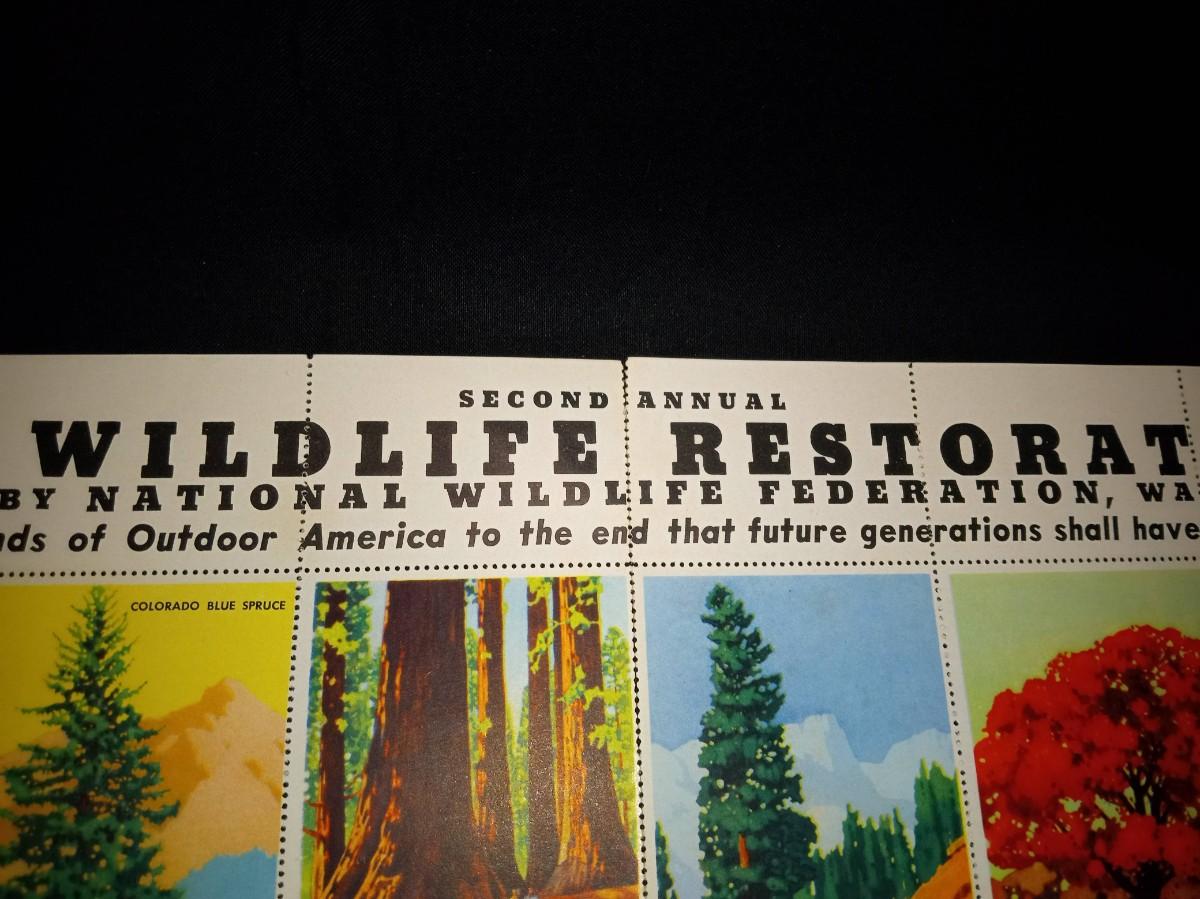 SECOND ANNUAL
WILDLIFE RESTORAT
BY NATIONAL WILDLIFE FEDERATION, WA
nds of Outdoor America to the end that future generations shall have
COLORADO BLUE SPRUCE